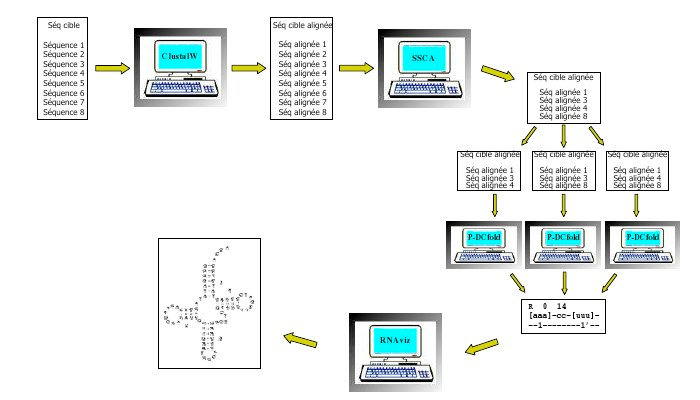 Séq cible
Séquence 1
Séquence 2
Séquence 3
Séquence 4
Séquence 5
Séquence 6
Séquence 7
Séquence 8
ClustalW
Séq cible alignée
Séq alignée 1
Séq alignée 2
Séq alignée 3
Séq alignée 4
Séq alignée 5
Séq alignée 6
Séq alignée 7
Séq alignée 8
SSCA
Séq cible alignée
Séq alignée 1
Séq alignée 3
Séq alignée 4
Séq alignée 8
Séq cible alignée
Séq alignée 1
Séq alignée 3
Séq alignée 4
Séq cible alignée
Séq alignée 1
Séq alignée 3
Séq alignée 8
Séq cible alignée
Séq alignée 1
Séq alignée 4
Séq alignée 8
P-DCfold
P-DCfold
P-DCfold
R 0 14
[aaa]-cc-[uuu]-
--1--------1'--
RNAviz